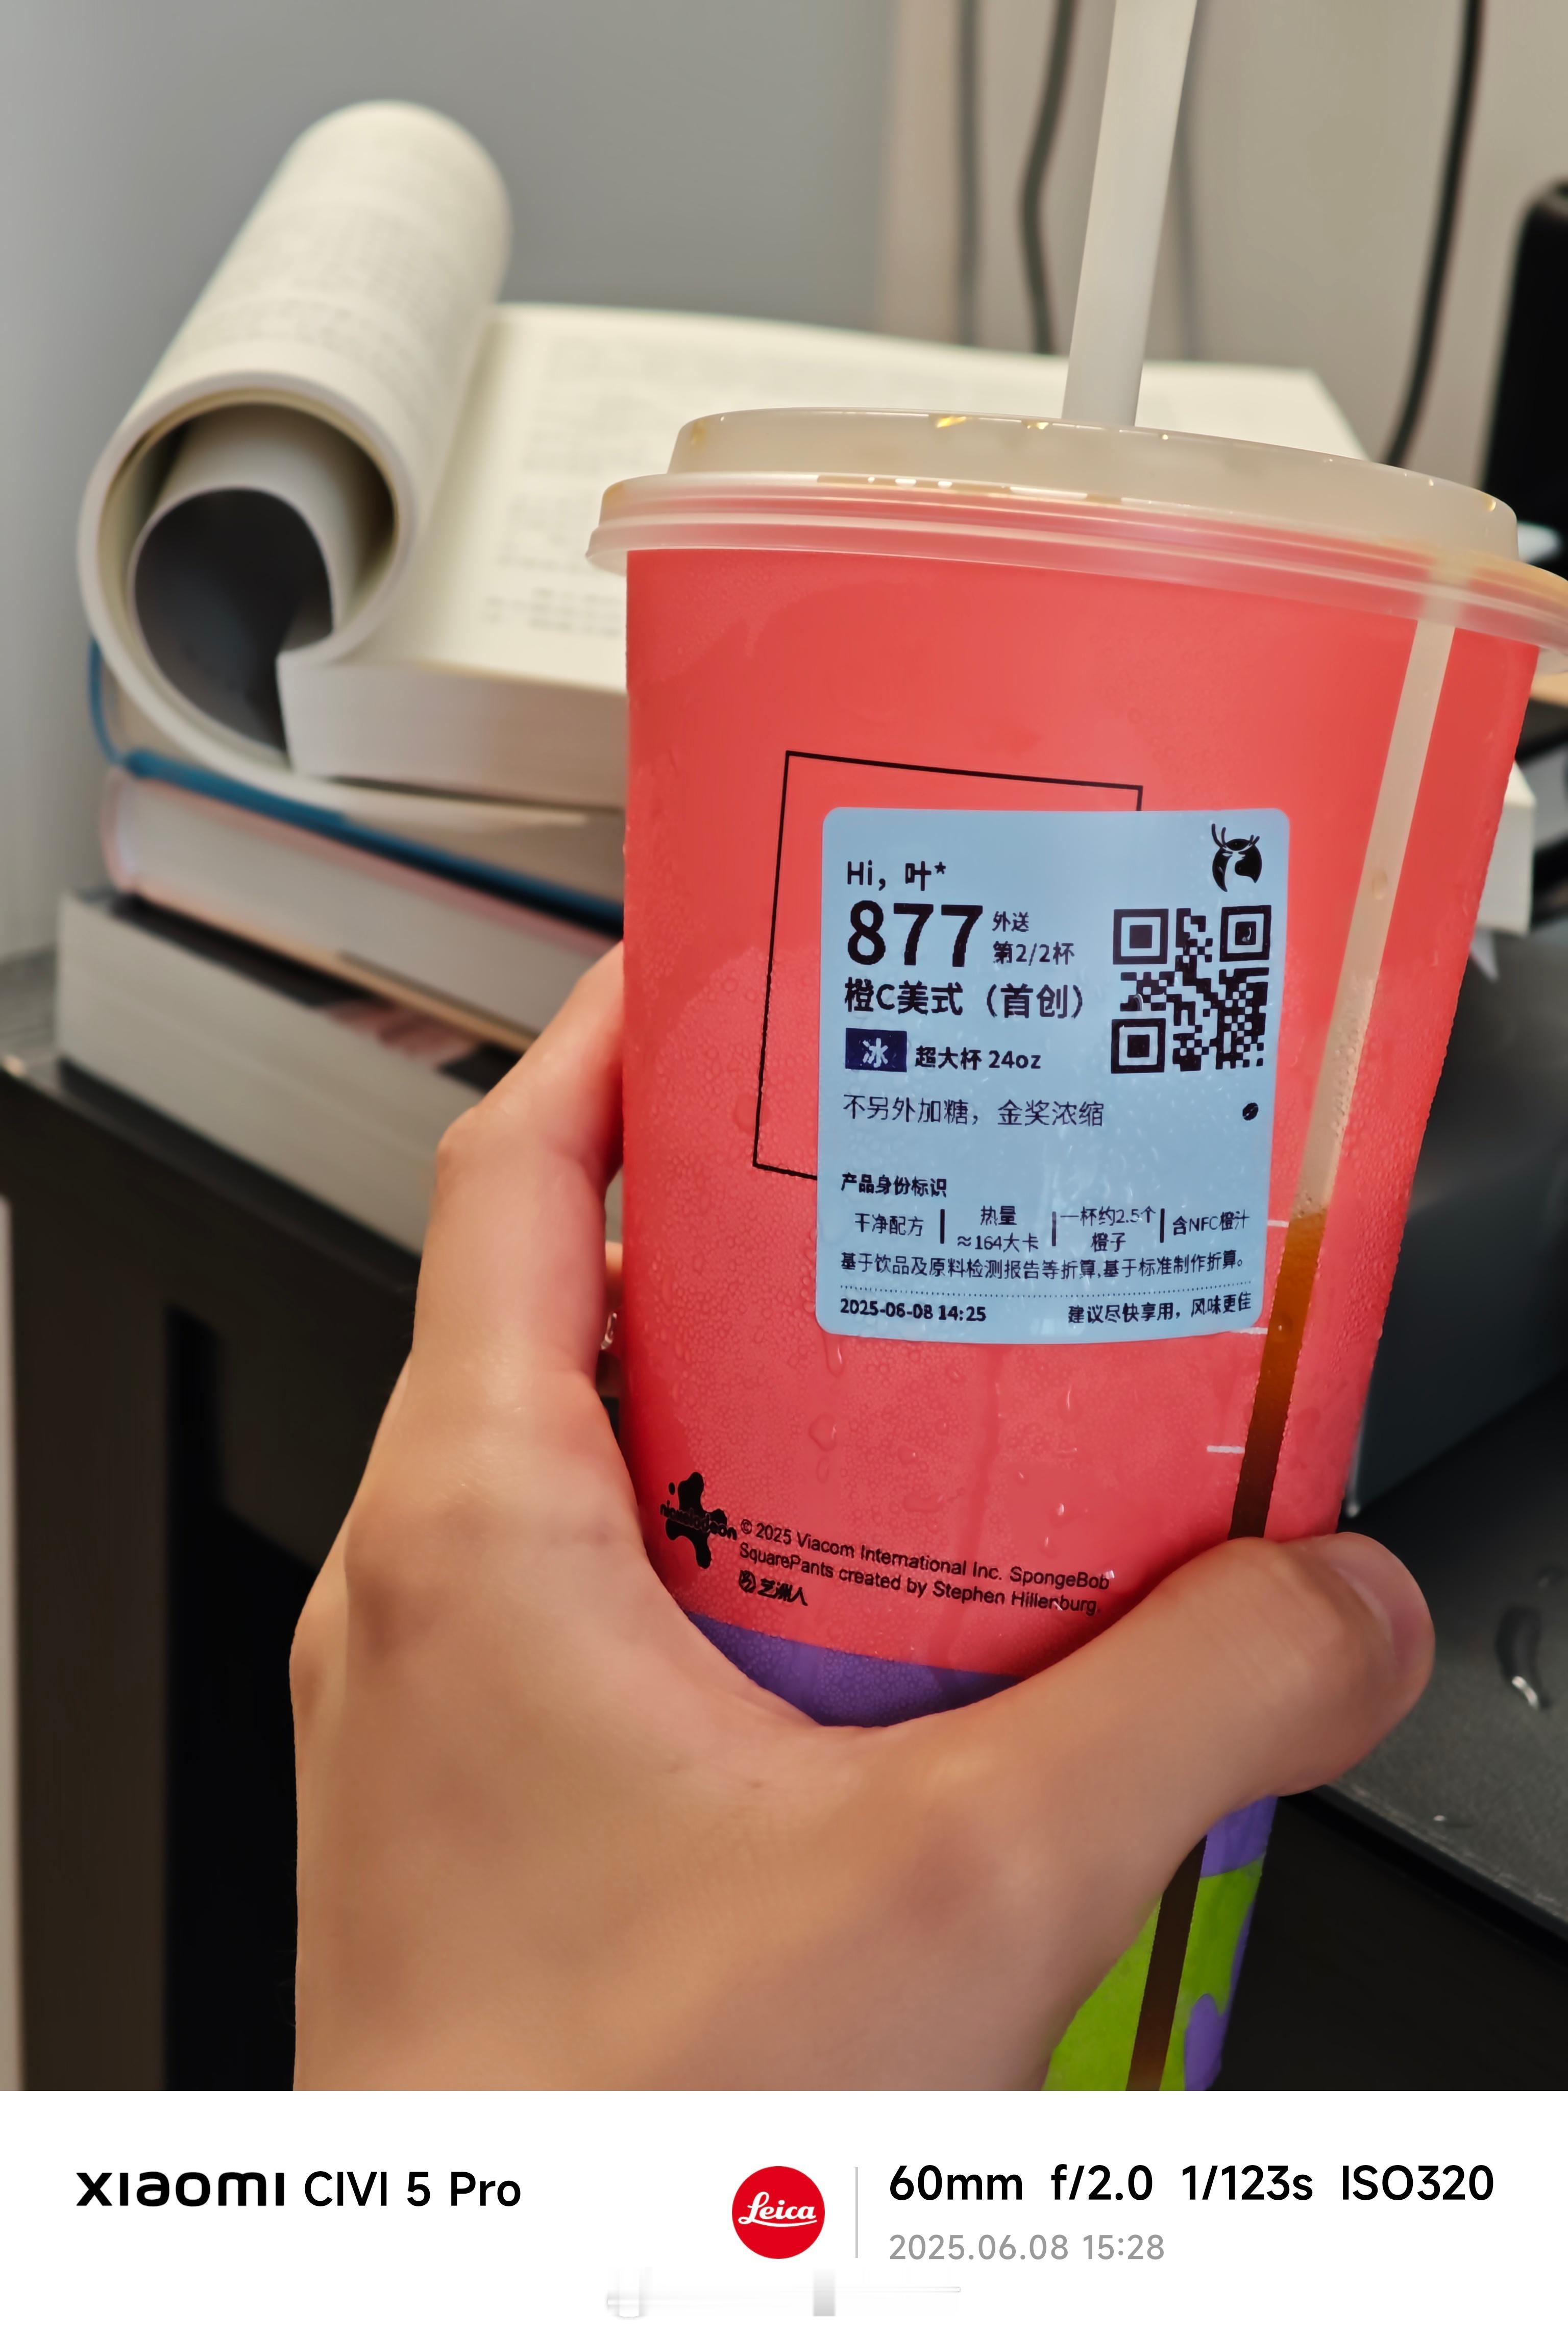 Hi, 叶*
877 外送
第2/2杯
橙C美式（首创）
冰 超大杯 24oz
不另外加糖，金奖浓缩
产品身份标识
干净配方 | 热量 ≈164大卡 | 一杯约2.5个橙子 | 含NFC橙汁
基于饮品及原料检测报告等折算,基于标准制作折算。
2025-06-08 14:25 建议尽快享用，风味更佳
nickelodeon
© 2025 Viacom International Inc. SpongeBob
SquarePants created by Stephen Hillenburg.
xiaomi CIVI 5 Pro
Leica
60mm f/2.0 1/123s ISO320
2025.06.08 15:28